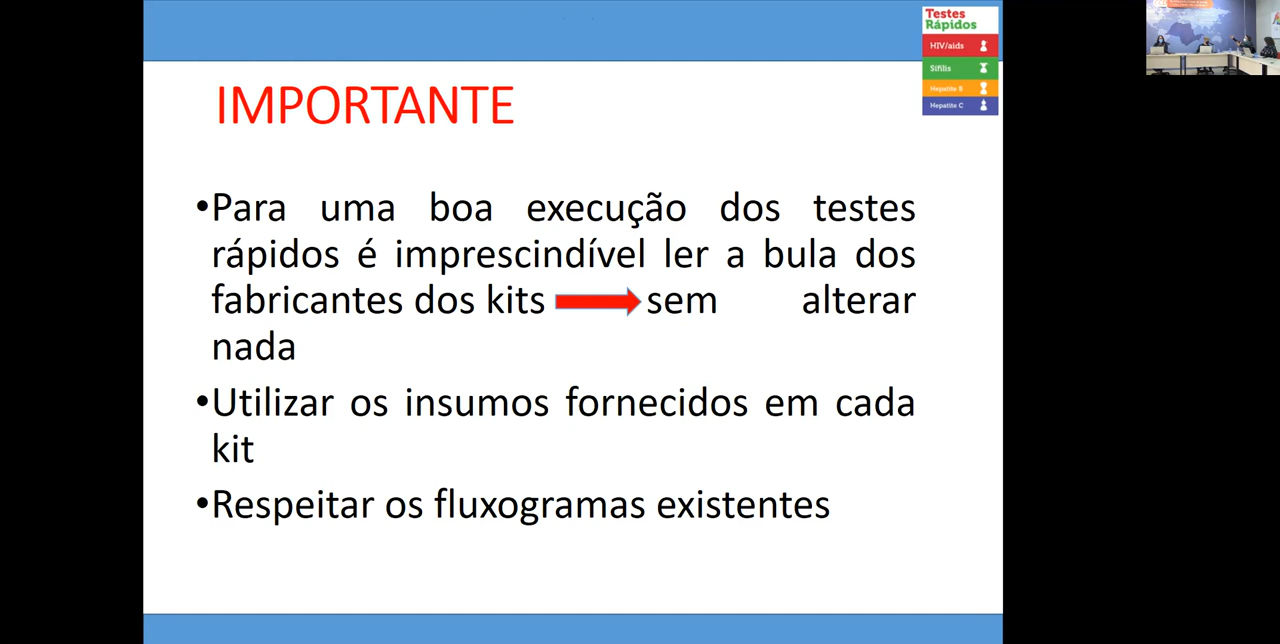 Testes
Rápidos
HIV/aids
Sífilis
Hepatite B
Hepatite C
IMPORTANTE
•Para uma boa execução dos testes
rápidos é imprescindível ler a bula dos
fabricantes dos kits sem alterar
nada
•Utilizar os insumos fornecidos em cada
kit
•Respeitar os fluxogramas existentes